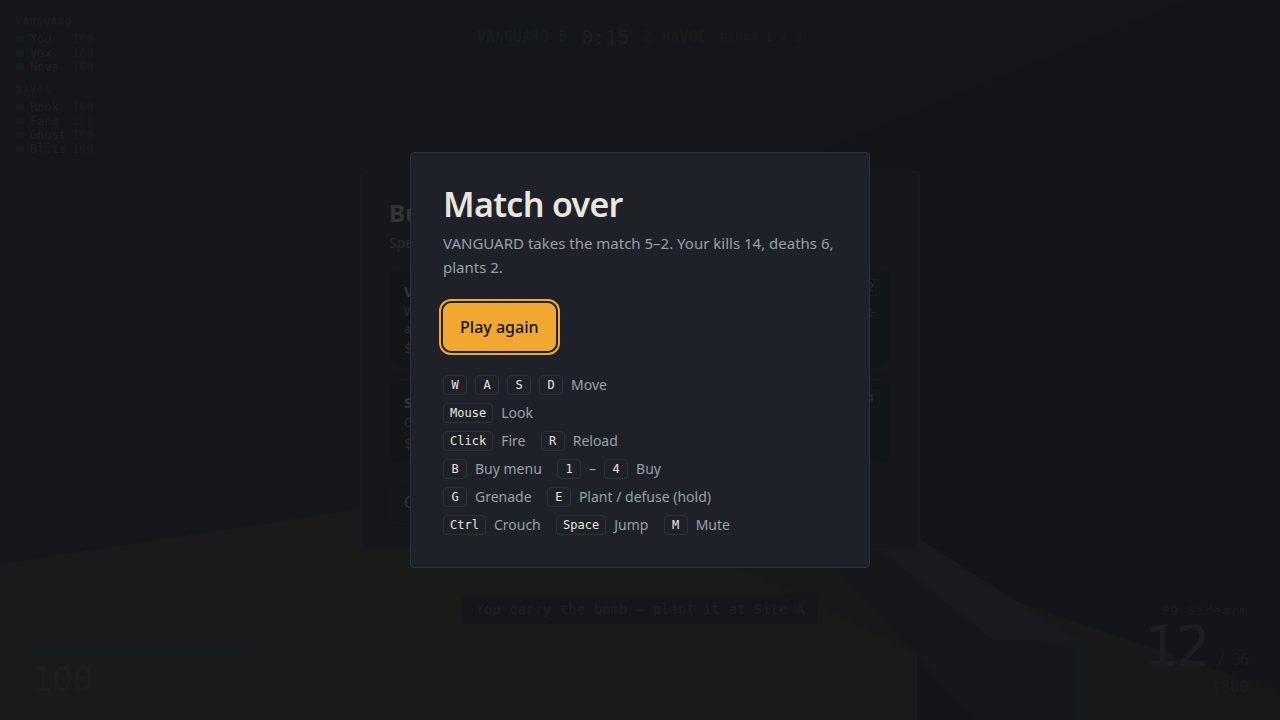 VANGUARD
You 100
Vex 100
Nova 100
HAVOC
Rook 100
Fang 100
Ghost 100
Blitz 100
VANGUARD 5 0:15 2 HAVOC
Match over
VANGUARD takes the match 5–2. Your kills 14, deaths 6,
plants 2.
Play again
W A S D Move
Mouse Look
Click Fire R Reload
B Buy menu 1 – 4 Buy
G Grenade E Plant / defuse (hold)
Ctrl Crouch Space Jump M Mute
You carry the bomb — plant it at Site A
100
P9 Sidearm
12 / 36